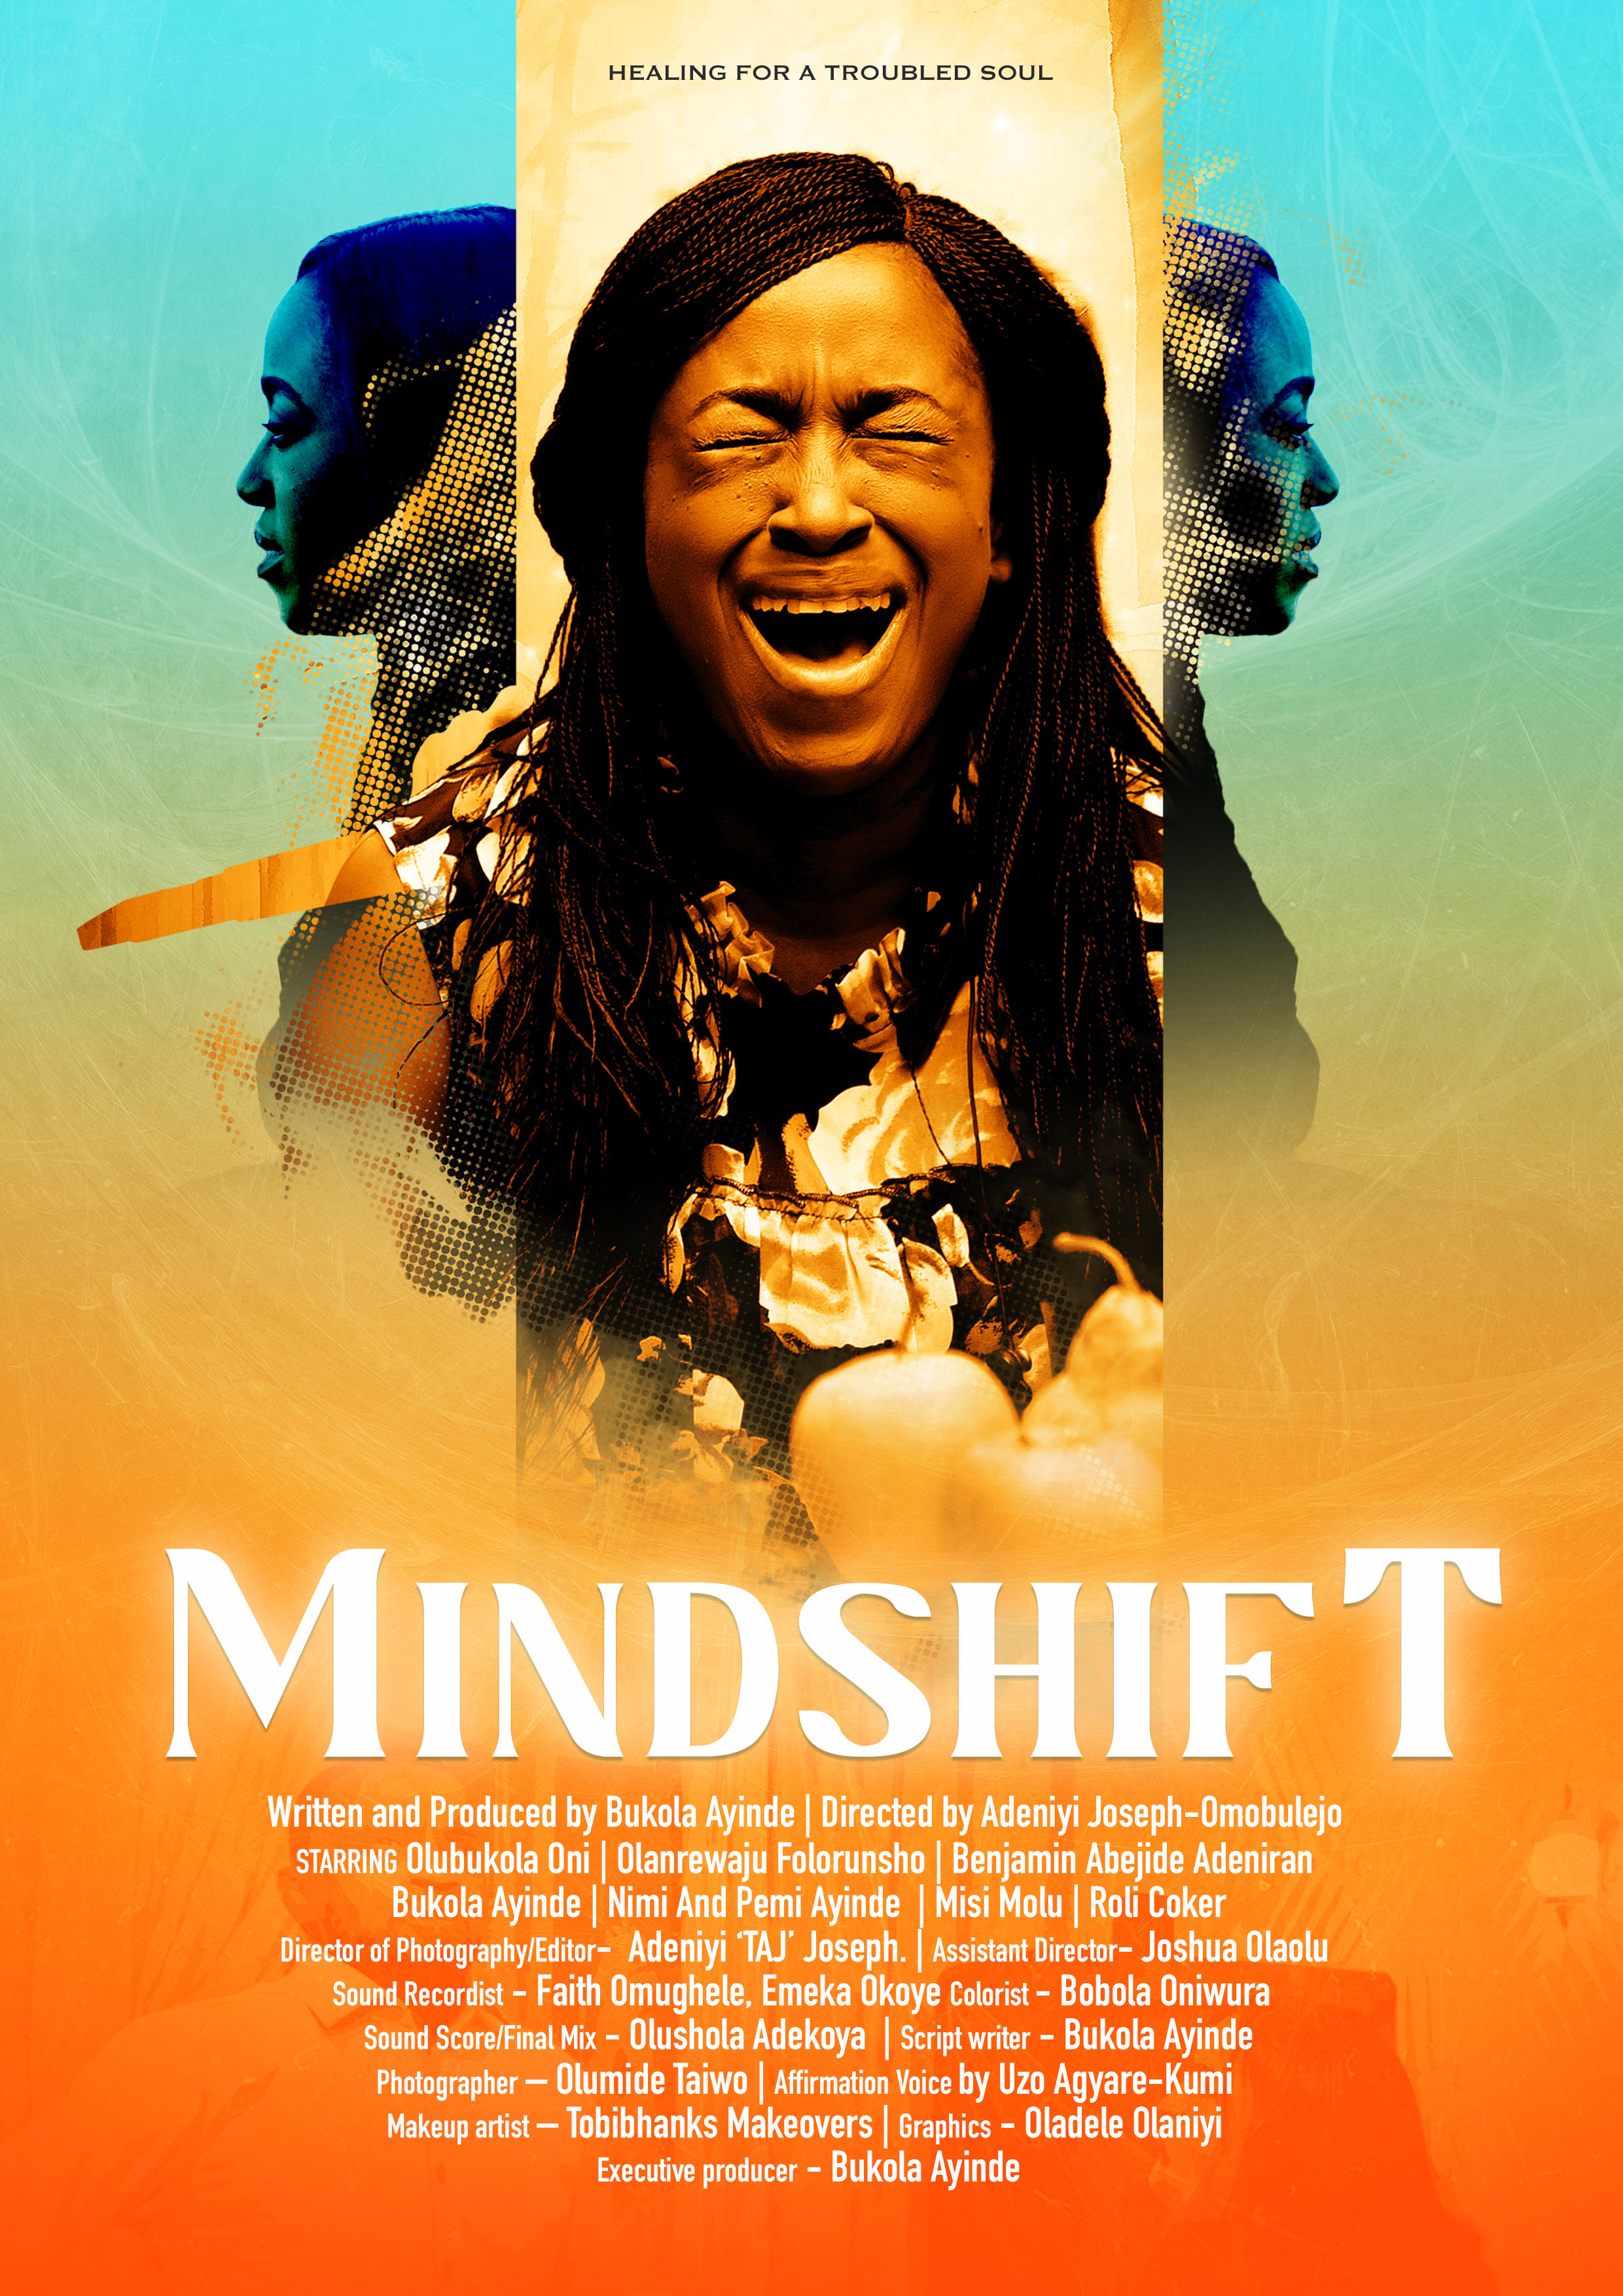 HEALING FOR A TROUBLED SOUL
MINDSHIFT
Written and Produced by Bukola Ayinde | Directed by Adeniyi Joseph-Omobulejo
STARRING Olubukola Oni | Olanrewaju Folorunsho | Benjamin Abejide Adeniran
Bukola Ayinde | Nimi And Pemi Ayinde | Misi Molu | Roli Coker
Director of Photography/Editor- Adeniyi ‘TAJ’ Joseph. | Assistant Director- Joshua Olaolu
Sound Recordist - Faith Omughele, Emeka Okoye Colorist - Bobola Oniwura
Sound Score/Final Mix - Olushola Adekoya | Script writer - Bukola Ayinde
Photographer – Olumide Taiwo | Affirmation Voice by Uzo Agyare-Kumi
Makeup artist – Tobibhanks Makeovers | Graphics - Oladele Olaniyi
Executive producer - Bukola Ayinde